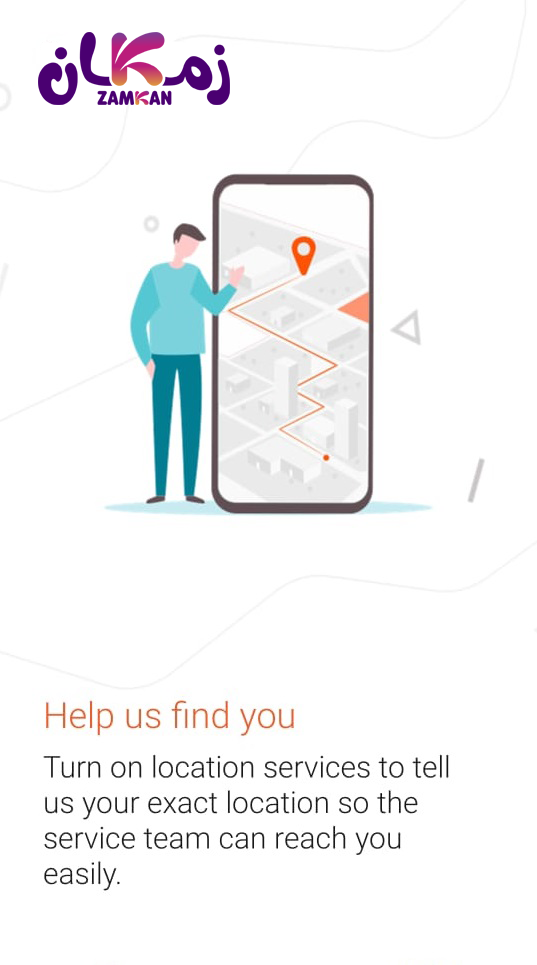 زمكان
ZAMKAN
Help us find you
Turn on location services to tell
us your exact location so the
service team can reach you
easily.